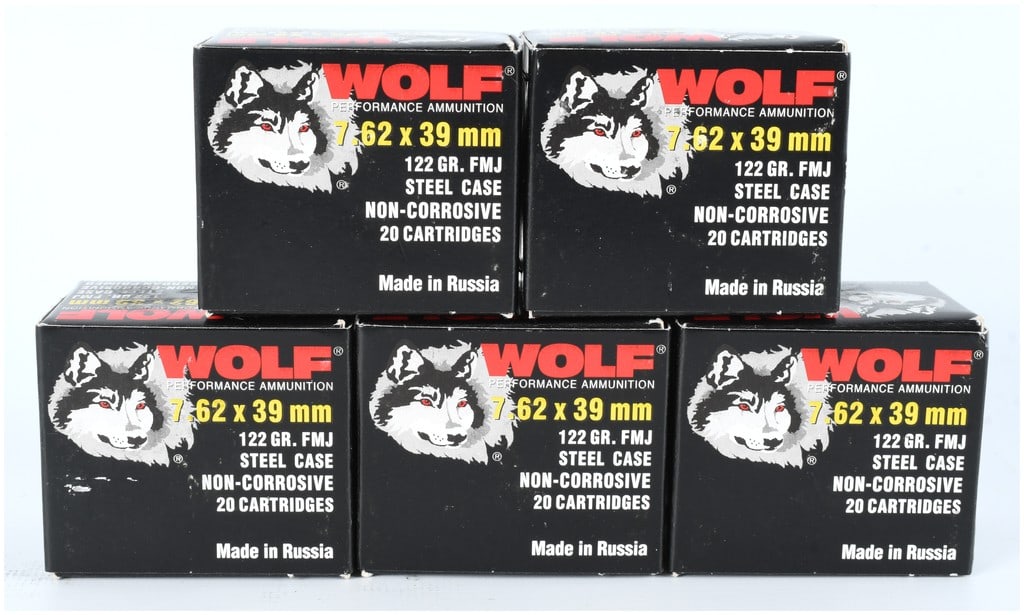 WOLF®
PERFORMANCE AMMUNITION
7.62 x 39 mm
122 GR. FMJ
STEEL CASE
NON-CORROSIVE
20 CARTRIDGES
®
Made in Russia
WOLF®
PERFORMANCE AMMUNITION
7.62 x 39 mm
122 GR. FMJ
STEEL CASE
®
NON-CORROSIVE
20 CARTRIDGES
Made in Russia
WOLF®
PERFORMANCE AMMUNITION
7.62 x 39 mm
122 GR. FMJ
STEEL CASE
®
NON-CORROSIVE
20 CARTRIDGES
Made in Russia
WOLF®
PERFORMANCE AMMUNITION
7.62 x 39 mm
122 GR. FMJ
STEEL CASE
®
NON-CORROSIVE
20 CARTRIDGES
Made in Russia
WOLF®
PERFORMANCE AMMUNITION
7.62 x 39 mm
122 GR. FMJ
STEEL CASE
®
NON-CORROSIVE
20 CARTRIDGES
Made in Russia